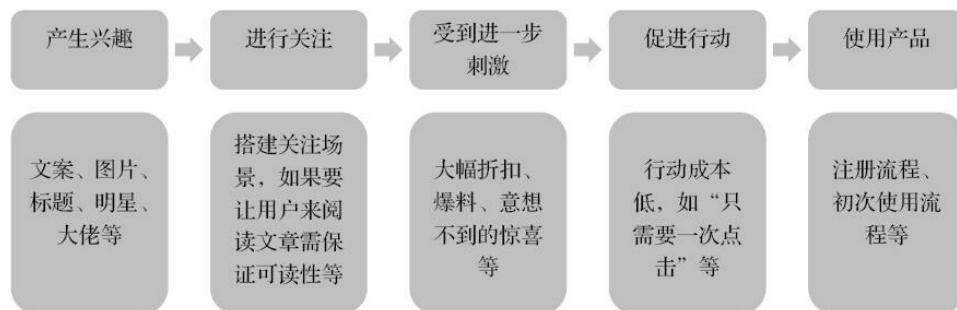 产生兴趣
进行关注
受到进一步
刺激
促进行动
使用产品
文案、图片、
标题、明星、
大佬等
搭建关注场
景，如果要
让用户来阅
读文章需保
证可读性等
大幅折扣、
爆料、意想
不到的惊喜
等
行动成本
低，如“只
需要一次点
击”等
注册流程、
初次使用流
程等